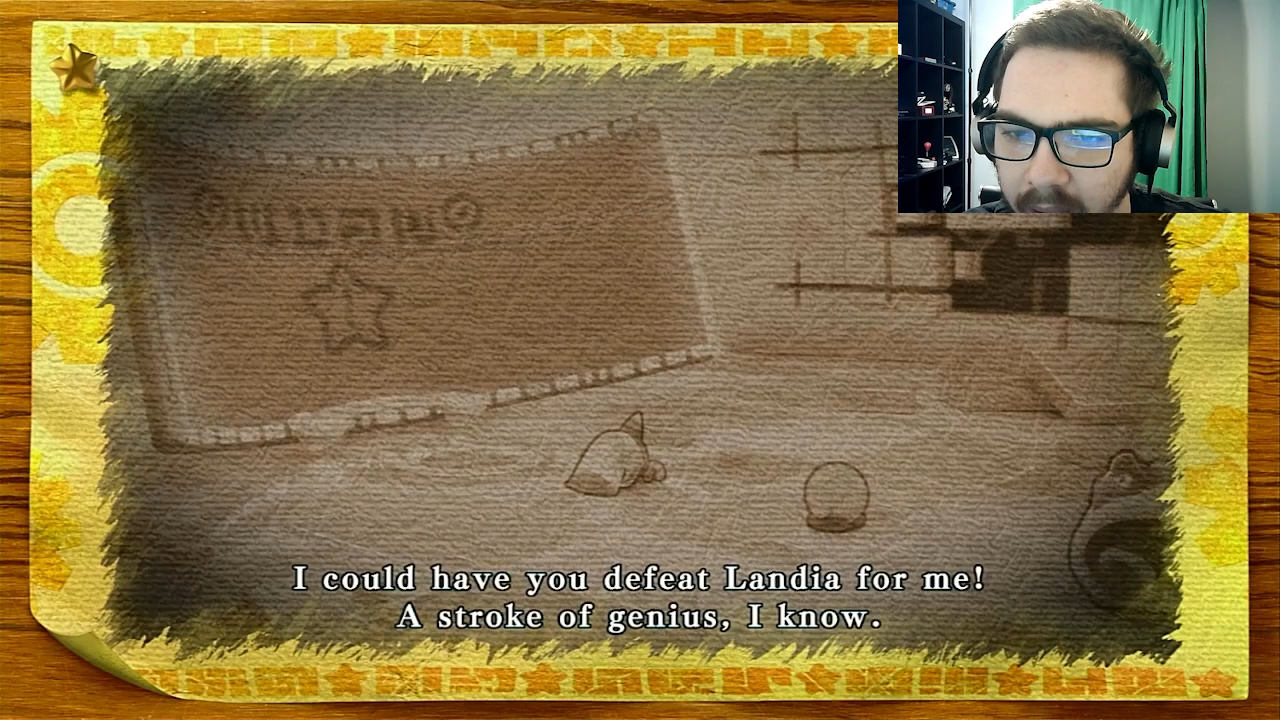 I could have you defeat Landia for me!
A stroke of genius, I know.